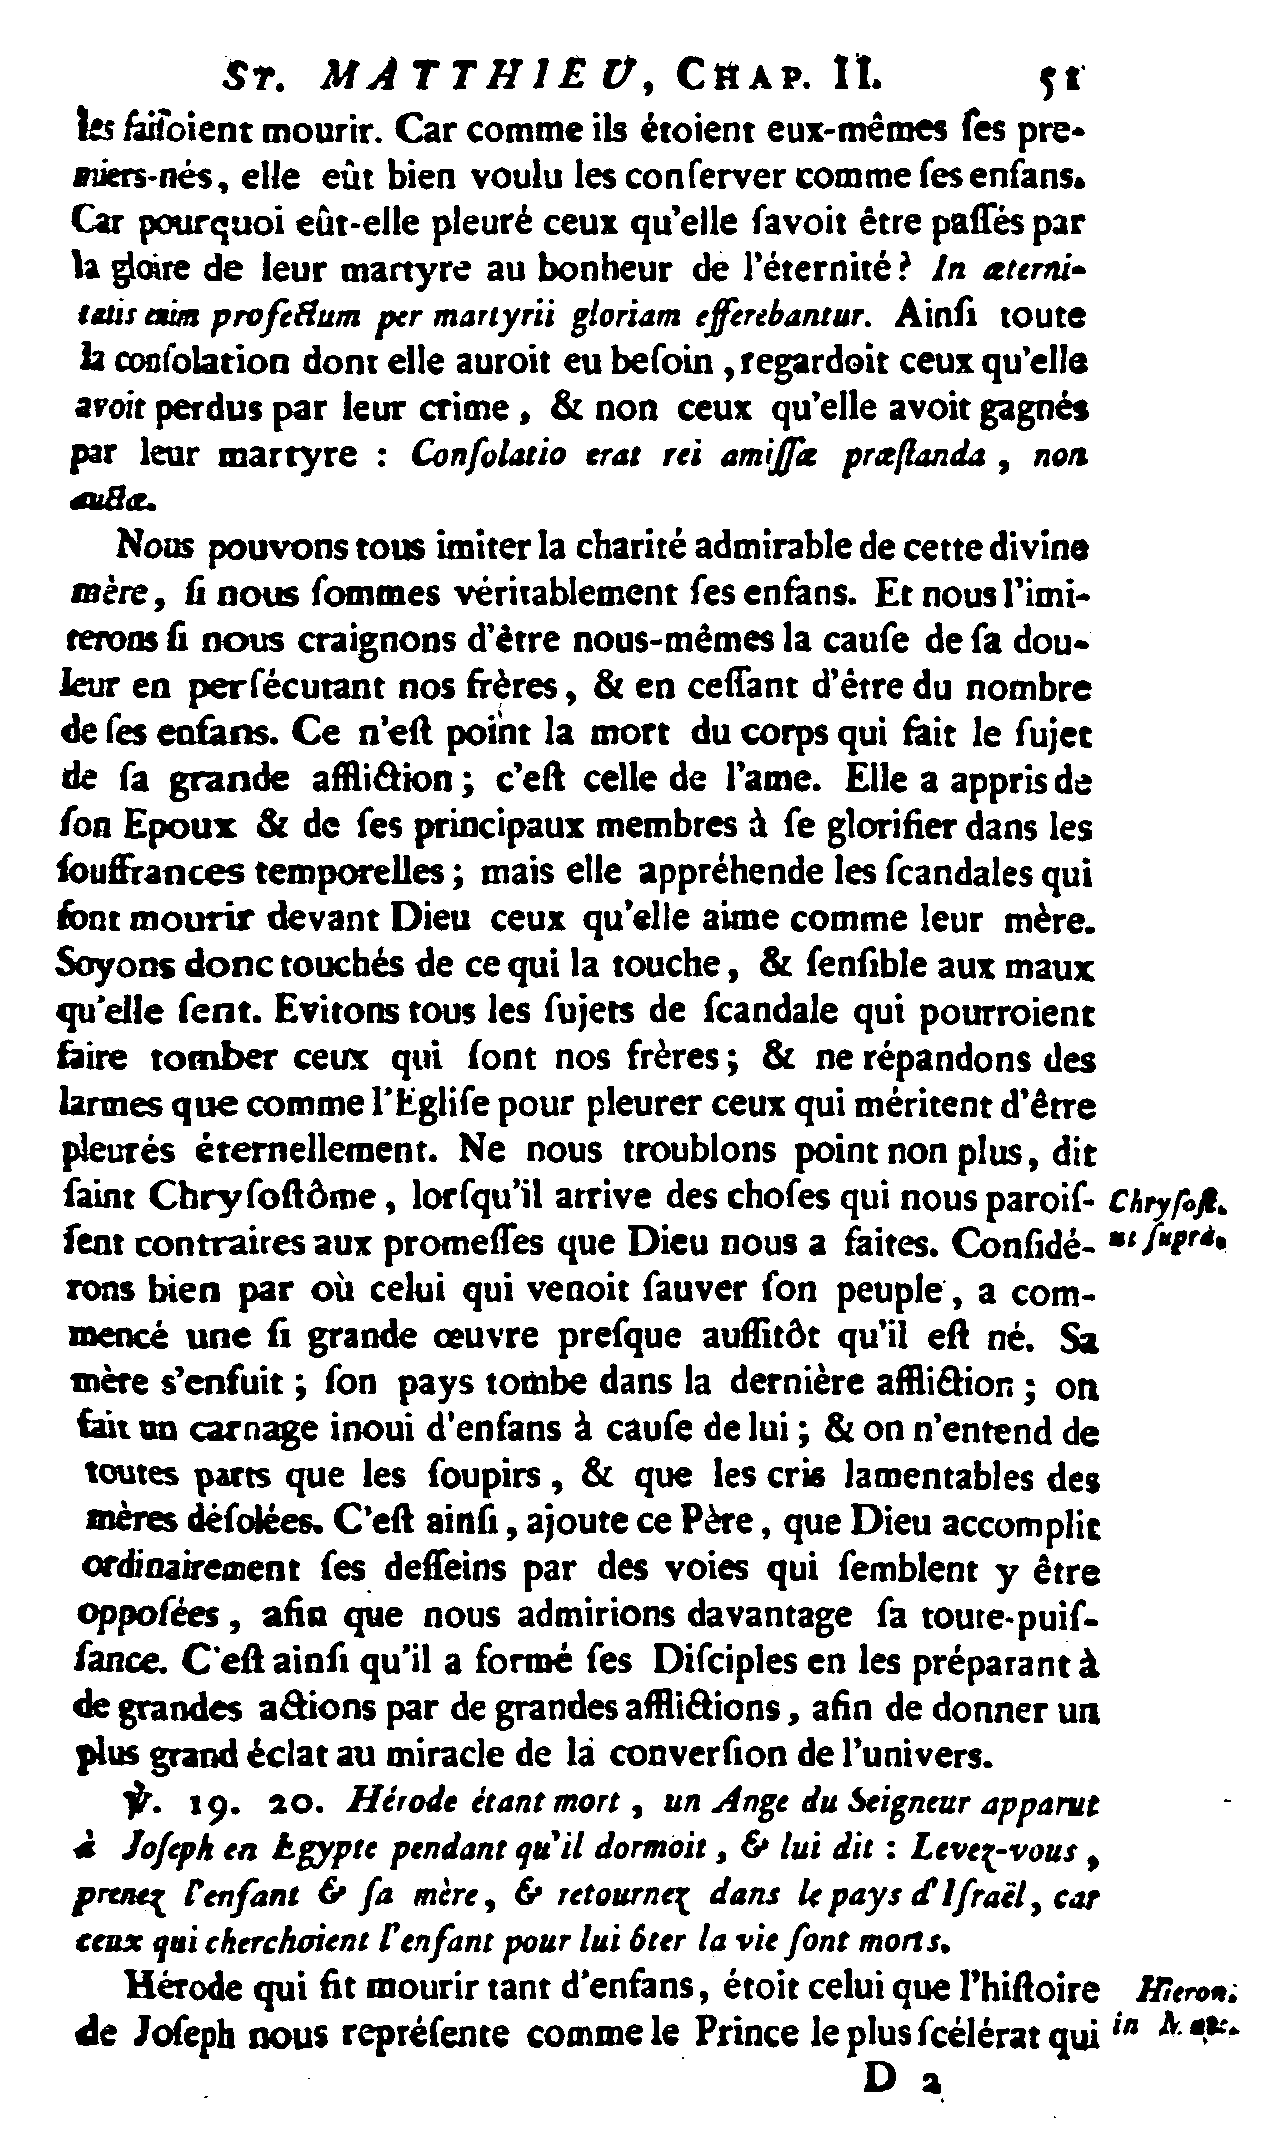 ST. MATTHIEU, CHAP. II. 51
les faiſoient mourir. Car comme ils étoient eux-mêmes ſes pre-
miers-nés, elle eût bien voulu les conſerver comme ſes enfans.
Car pourquoi eût-elle pleuré ceux qu'elle ſavoit être paſſés par
la gloire de leur martyre au bonheur de l'éternité? In æterni-
tatis enim profectum per martyrii gloriam efferebantur. Ainſi toute
la conſolation dont elle auroit eu beſoin, regardoit ceux qu'elle
avoit perdus par leur crime, & non ceux qu'elle avoit gagnés
par leur martyre : Conſolatio erat rei amiſſæ præſtanda, non
auctæ.
Nous pouvons tous imiter la charité admirable de cette divine
mère, ſi nous ſommes véritablement ſes enfans. Et nous l'imi-
terons ſi nous craignons d'être nous-mêmes la cauſe de ſa dou-
leur en perſécutant nos frères, & en ceſſant d'être du nombre
de ſes enfans. Ce n'eſt point la mort du corps qui fait le ſujet
de ſa grande affliction; c'eſt celle de l'ame. Elle a appris de
ſon Epoux & de ſes principaux membres à ſe glorifier dans les
ſouffrances temporelles; mais elle appréhende les ſcandales qui
font mourir devant Dieu ceux qu'elle aime comme leur mère.
Soyons donc touchés de ce qui la touche, & ſenſible aux maux
qu'elle ſent. Evitons tous les ſujets de ſcandale qui pourroient
faire tomber ceux qui ſont nos frères; & ne répandons des
larmes que comme l'Egliſe pour pleurer ceux qui méritent d'être
pleurés éternellement. Ne nous troublons point non plus, dit
ſaint Chryſoſtôme, lorſqu'il arrive des choſes qui nous paroiſ- Chryſoſt.
ſent contraires aux promeſſes que Dieu nous a faites. Conſidé- ut ſuprà.
rons bien par où celui qui venoit ſauver ſon peuple, a com-
mencé une ſi grande œuvre preſque auſſitôt qu'il eſt né. Sa
mère s'enfuit; ſon pays tombe dans la dernière affliction; on
fait un carnage inoui d'enfans à cauſe de lui; & on n'entend de
toutes parts que les ſoupirs, & que les cris lamentables des
mères déſolées. C'eſt ainſi, ajoute ce Père, que Dieu accomplit
ordinairement ſes deſſeins par des voies qui ſemblent y être
oppoſées, afin que nous admirions davantage ſa toute-puiſ-
ſance. C'eſt ainſi qu'il a formé ſes Diſciples en les préparant à
de grandes actions par de grandes afflictions, afin de donner un
plus grand éclat au miracle de la converſion de l'univers.
℣. 19. 20. Hérode étant mort, un Ange du Seigneur apparut
à Joſeph en Egypte pendant qu'il dormoit, & lui dit : Levez-vous,
prenez l'enfant & ſa mère, & retournez dans le pays d'Iſraël, car
ceux qui cherchoient l'enfant pour lui ôter la vie ſont morts.
Hérode qui fit mourir tant d'enfans, étoit celui que l'hiſtoire Hieron.
de Joſeph nous repréſente comme le Prince le plus ſcélérat qui in
D 2